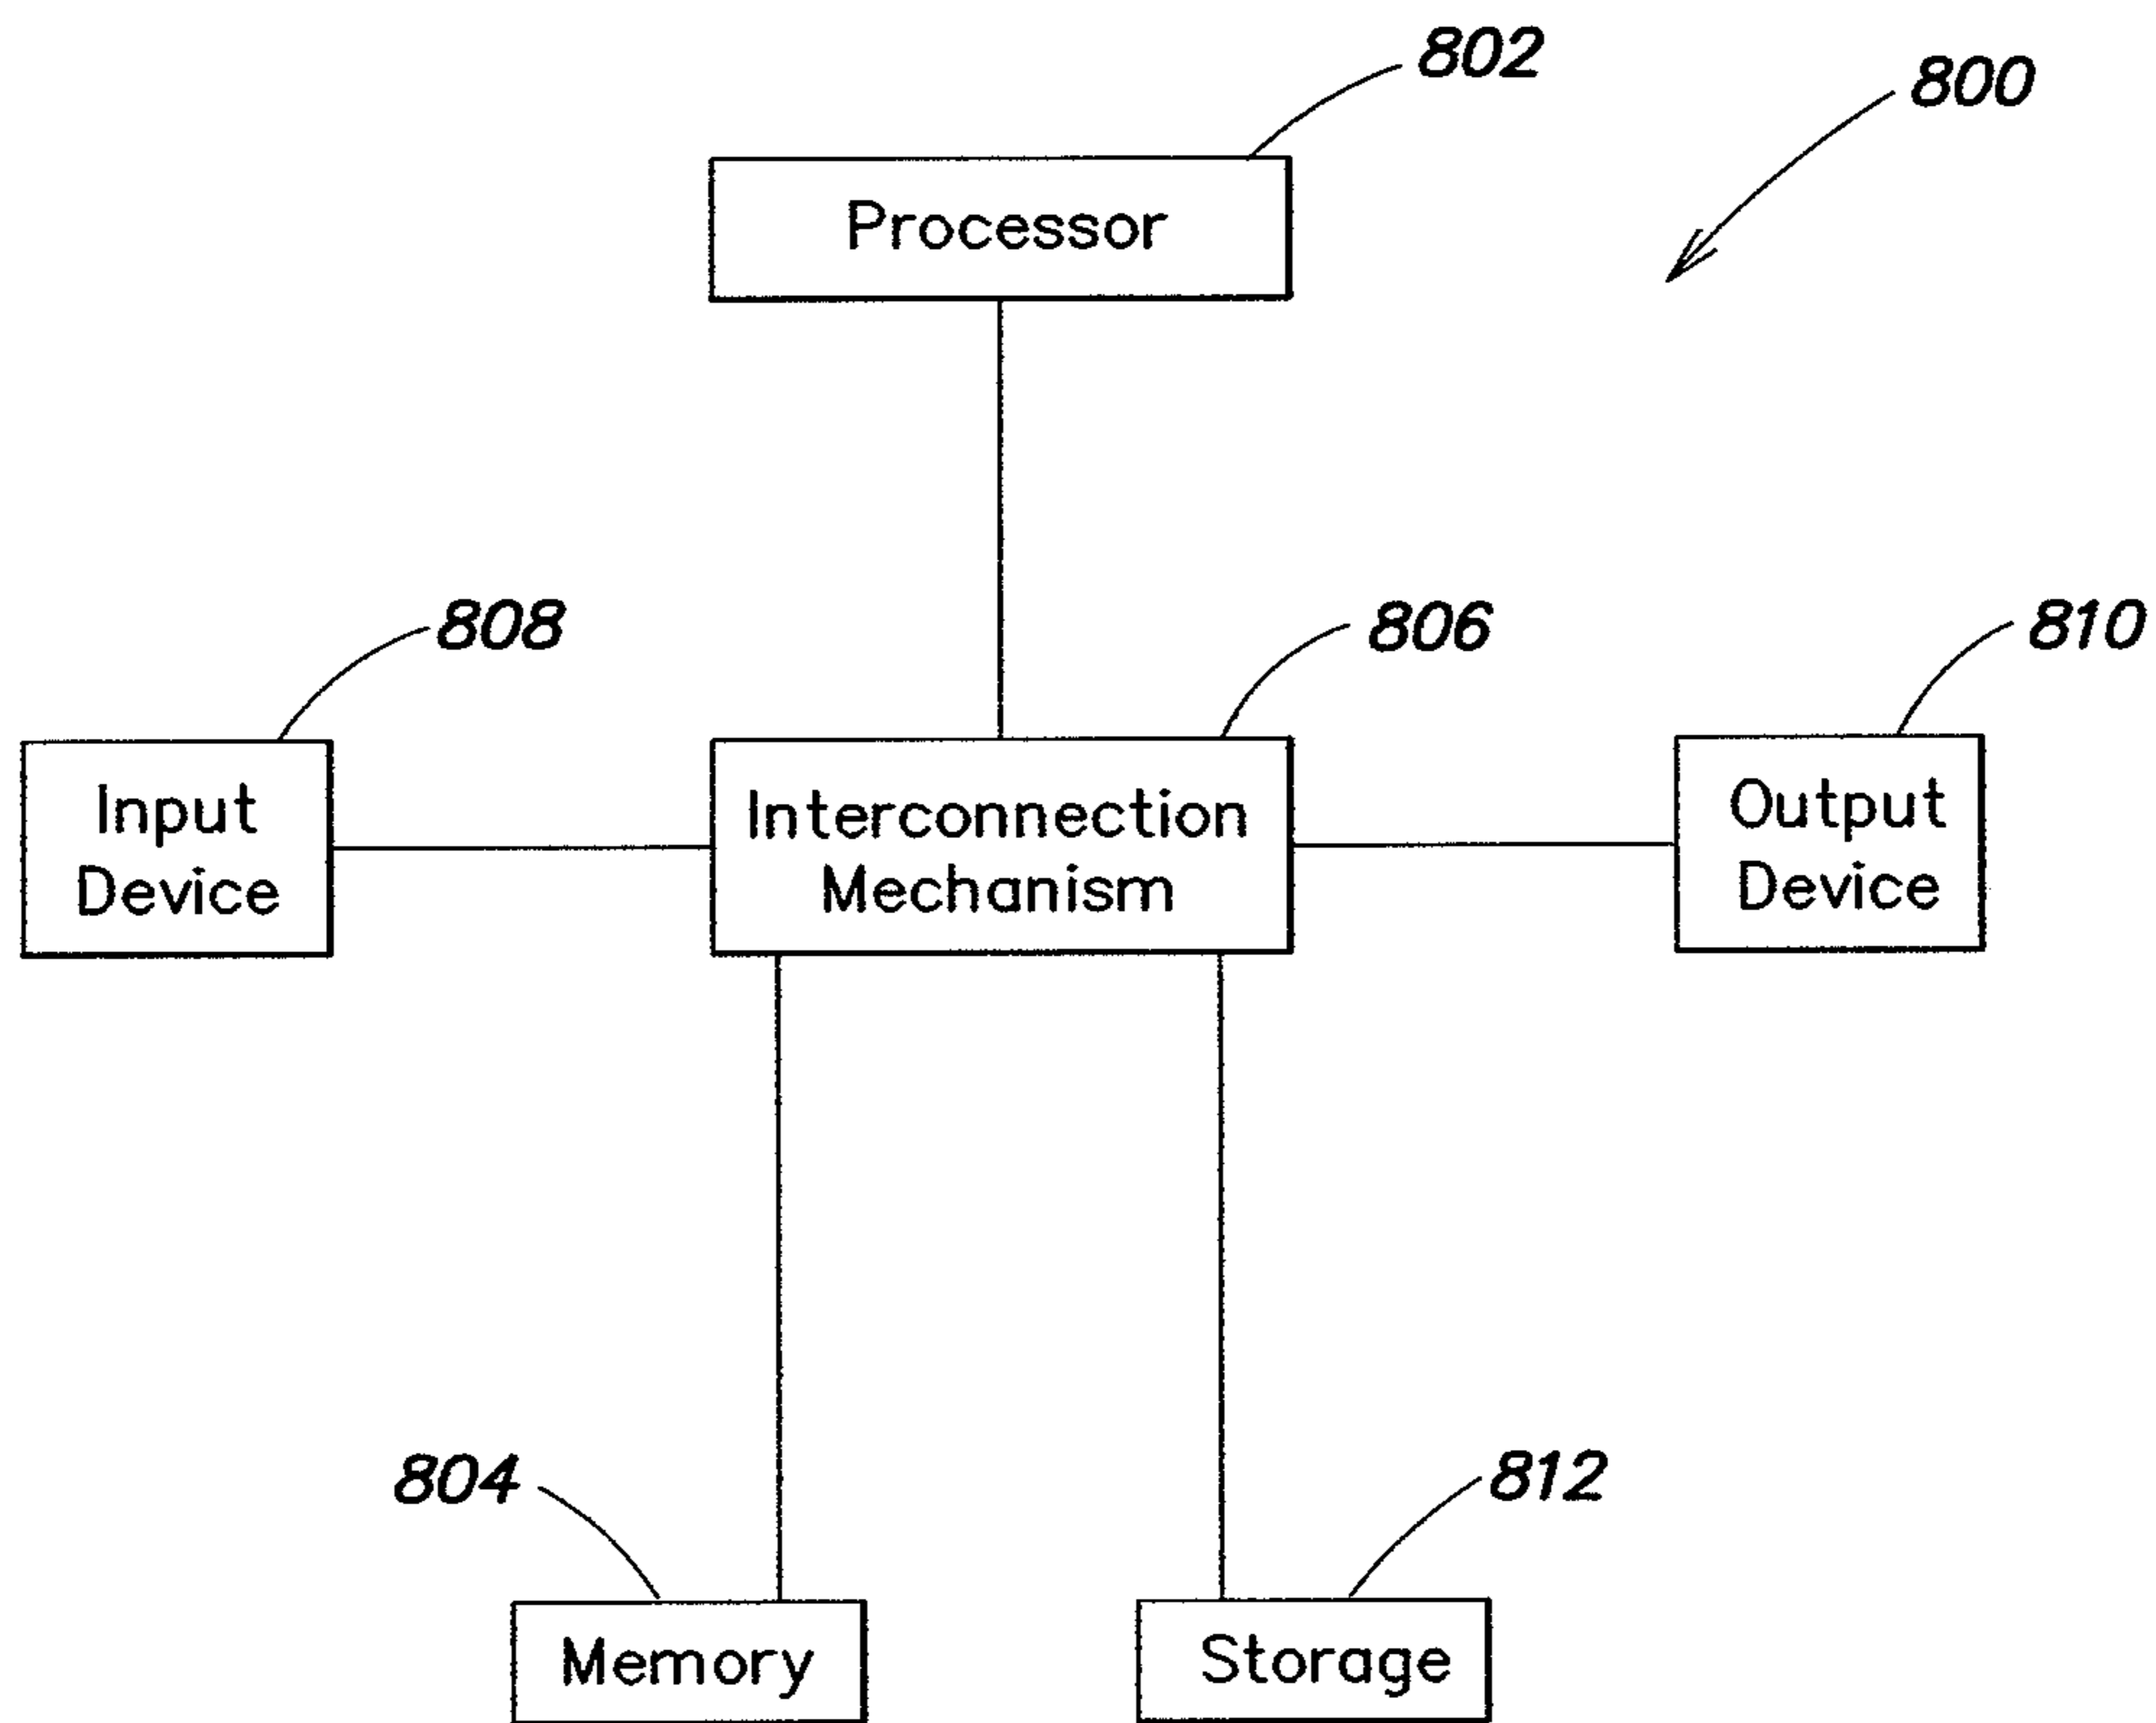 802
800
Processor
808
806
810
Input
Device
Interconnection
Mechanism
Output
Device
804
812
Memory
Storage